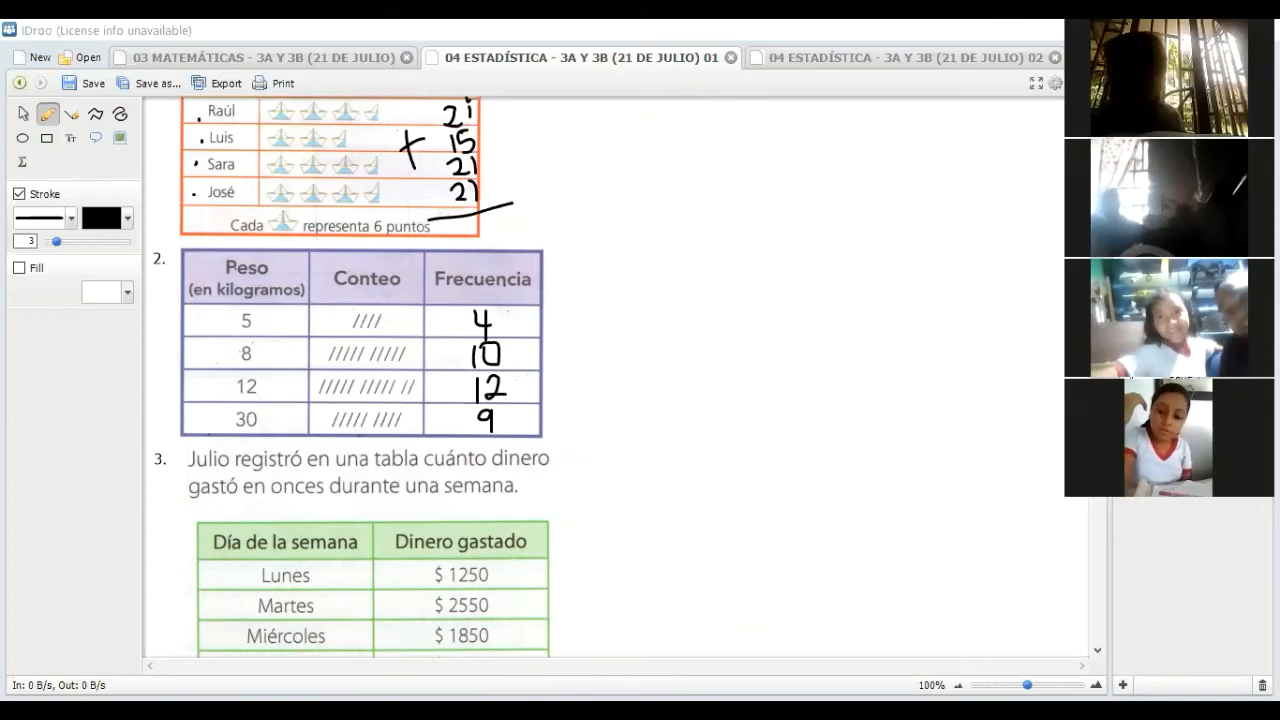 iDroo (License info unavailable)
New Open 03 MATEMÁTICAS - 3A Y 3B (21 DE JULIO) 04 ESTADÍSTICA - 3A Y 3B (21 DE JULIO) 01 04 ESTADÍSTICA - 3A Y 3B (21 DE JULIO) 02
Save Save as... Export Print
Raúl 21
Luis + 15
Sara 21
José 21
Cada representa 6 puntos
Stroke
3
Fill
2.
Peso (en kilogramos) Conteo Frecuencia
5 //// 4
8 ///// ///// 10
12 ///// ///// // 12
30 ///// //// 9
3. Julio registró en una tabla cuánto dinero
gastó en onces durante una semana.
Día de la semana Dinero gastado
Lunes $ 1250
Martes $ 2550
Miércoles $ 1850
In: 0 B/s, Out: 0 B/s 100%